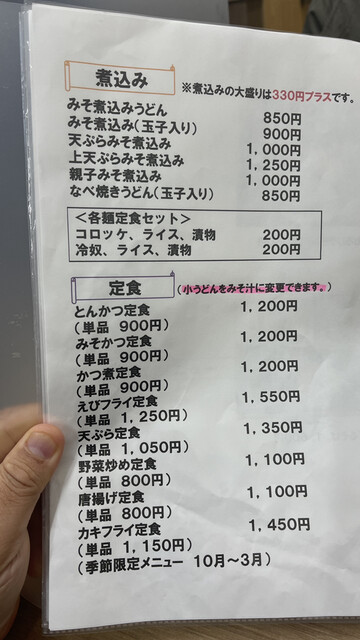 煮込み
※煮込みの大盛りは330円プラスです。
みそ煮込みうどん 850円
みそ煮込み(玉子入り) 900円
天ぷらみそ煮込み 1,000円
上天ぷらみそ煮込み 1,250円
親子みそ煮込み 1,000円
なべ焼きうどん(玉子入り) 850円
<各麺定食セット>
コロッケ、ライス、漬物 200円
冷奴、ライス、漬物 200円
定食
(小うどんをみそ汁に変更できます。)
とんかつ定食 1,200円
(単品 900円)
みそかつ定食 1,200円
(単品 900円)
かつ煮定食 1,200円
(単品 900円)
えびフライ定食 1,550円
(単品 1,250円)
天ぷら定食 1,350円
(単品 1,050円)
野菜炒め定食 1,100円
(単品 800円)
唐揚げ定食 1,100円
(単品 800円)
カキフライ定食 1,450円
(単品 1,150円)
(季節限定メニュー 10月~3月)